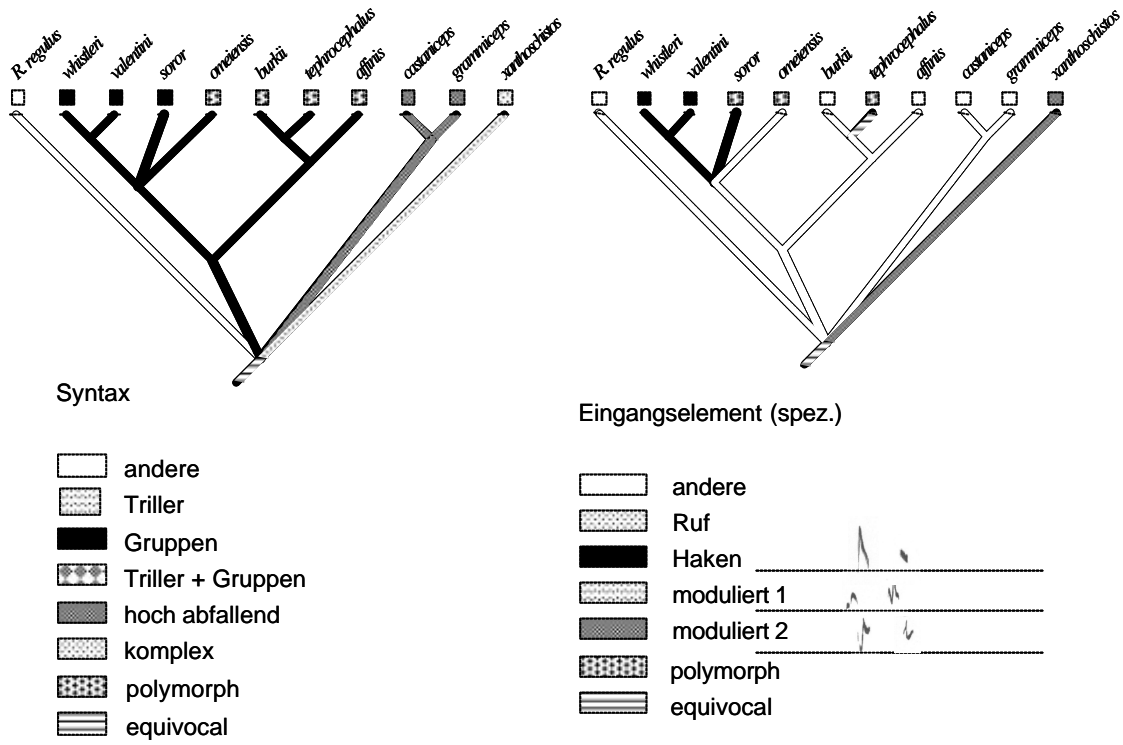 R. regulus whistleri valentini soror omeiensis burkii tephrocephalus affinis castaniceps grammiceps xanthoschistos
Syntax
andere
Triller
Gruppen
Triller + Gruppen
hoch abfallend
komplex
polymorph
equivocal
R. regulus whistleri valentini soror omeiensis burkii tephrocephalus affinis castaniceps grammiceps xanthoschistos
Eingangselement (spez.)
andere
Ruf
Haken
moduliert 1
moduliert 2
polymorph
equivocal